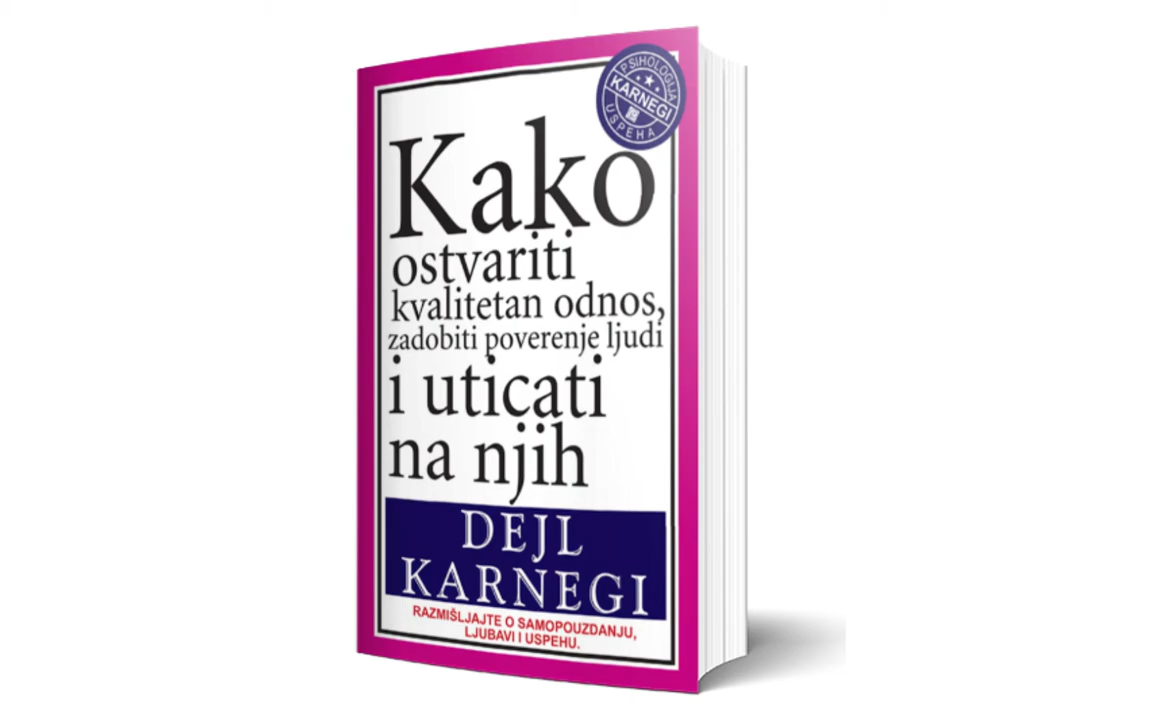 PSIHOLOGIJA
KARNEGI
USPEHA
Kako
ostvariti
kvalitetan odnos,
zadobiti poverenje ljudi
i uticati
na njih
DEJL
KARNEGI
RAZMIŠLJAJTE O SAMOPOUZDANJU,
LJUBAVI I USPEHU.